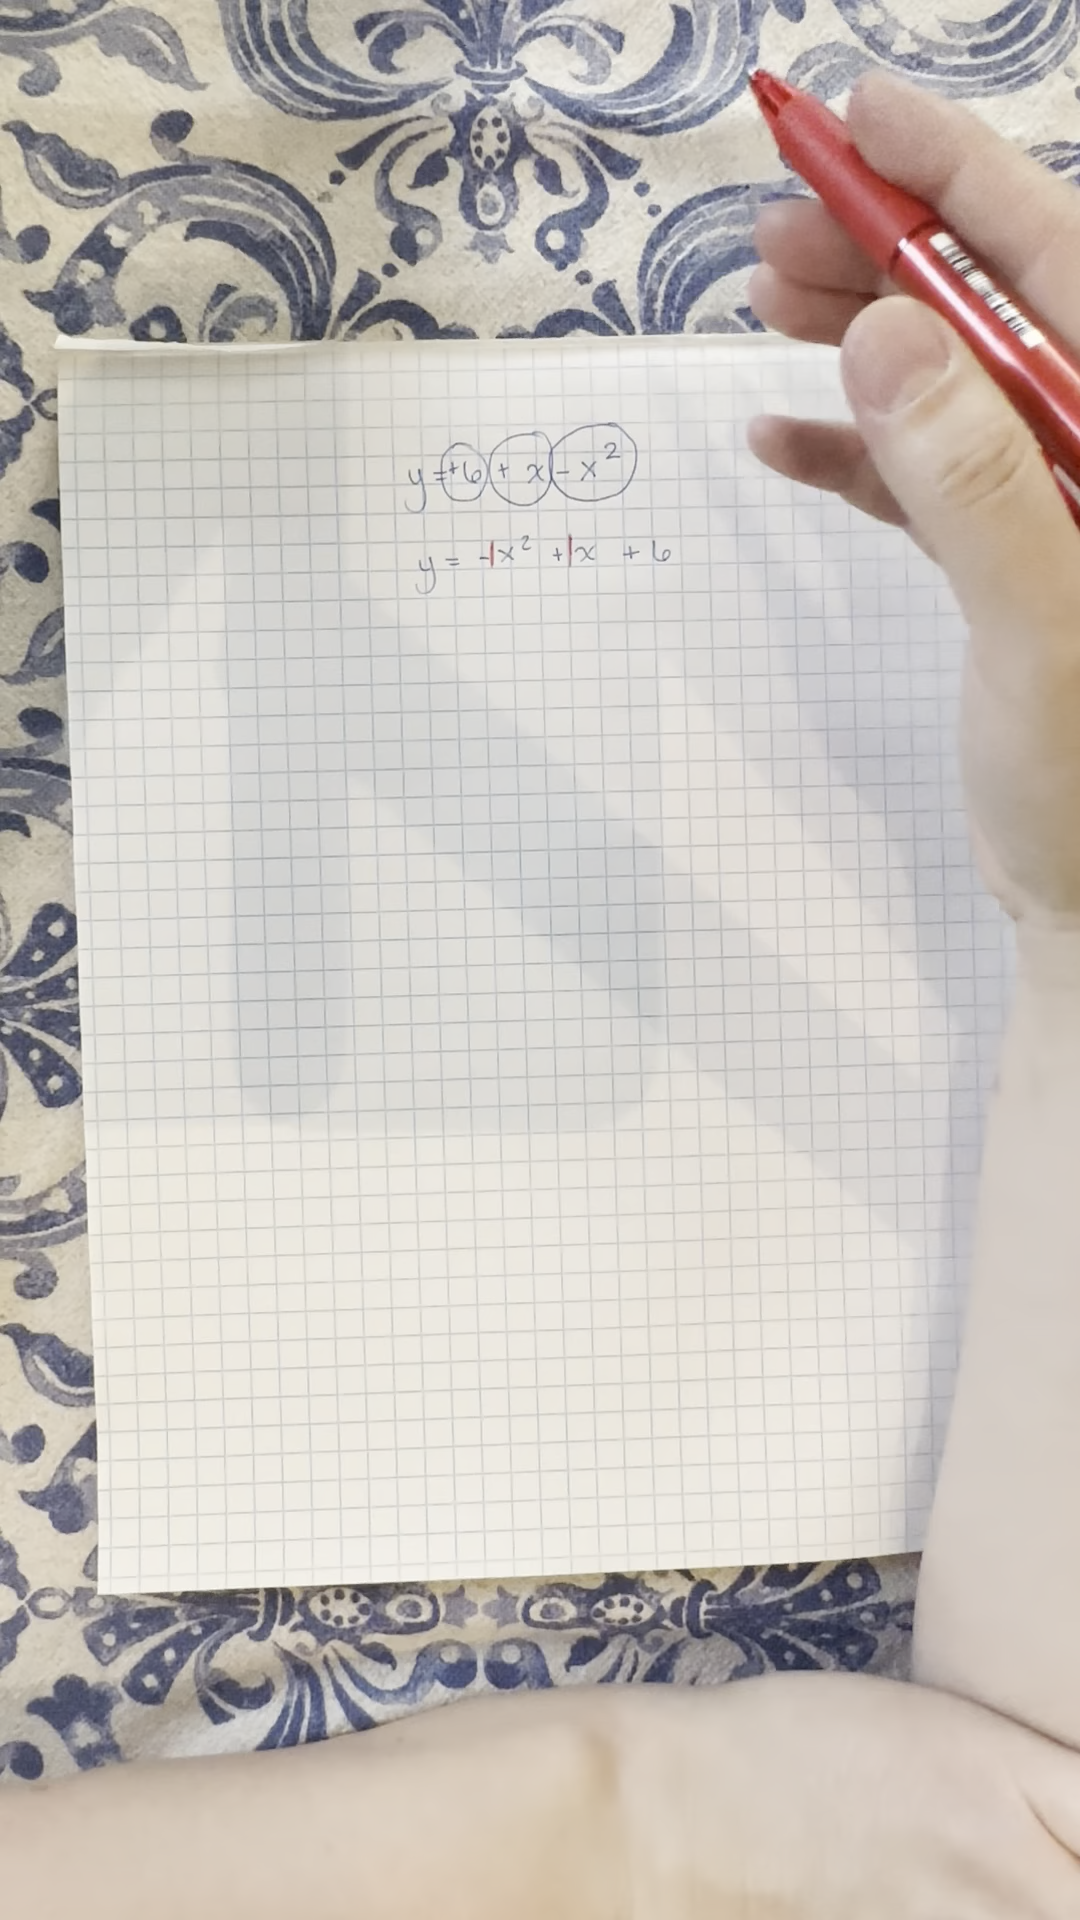 y = +6 + x - x²
y = -1x² + 1x + 6